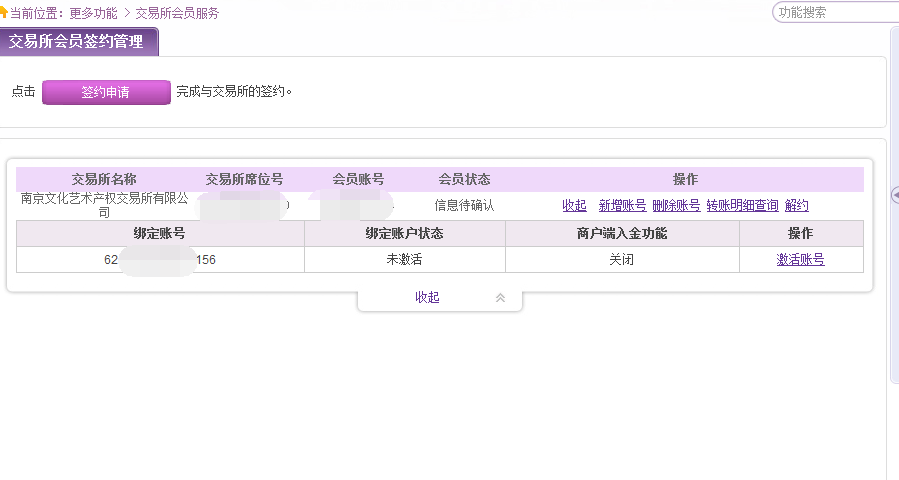 当前位置：更多功能 > 交易所会员服务
功能搜索
交易所会员签约管理
点击 签约申请 完成与交易所的签约。
交易所名称 交易所席位号 会员账号 会员状态 操作
南京文化艺术产权交易所有限公司 信息待确认 收起 新增账号 删除账号 转账明细查询 解约
绑定账号 绑定账户状态 商户端入金功能 操作
62 156 未激活 关闭 激活账号
收起